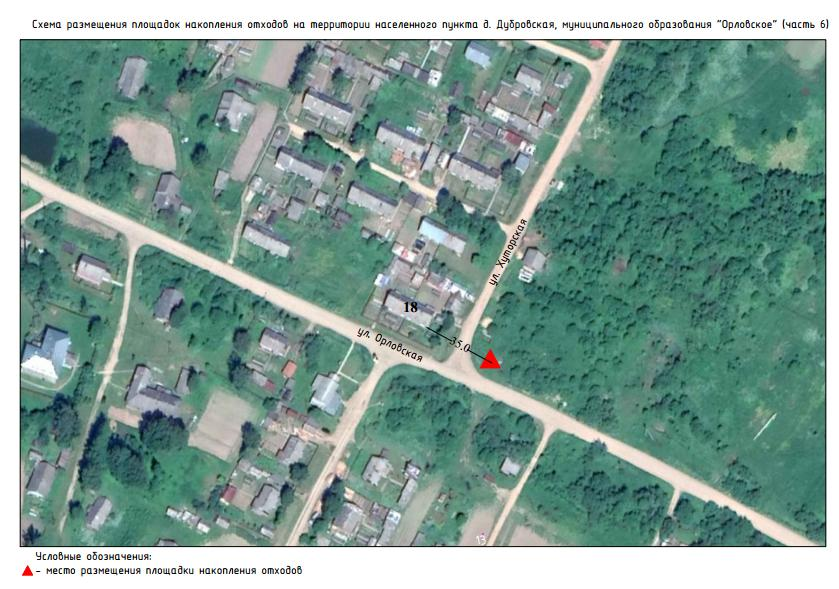 Схема размещения площадок накопления отходов на территории населенного пункта д. Дубровская, муниципального образования "Орловское" (часть 6)
ул. Хуторская
18
ул. Орловская
35.0
13
Условные обозначения:
- место размещения площадки накопления отходов